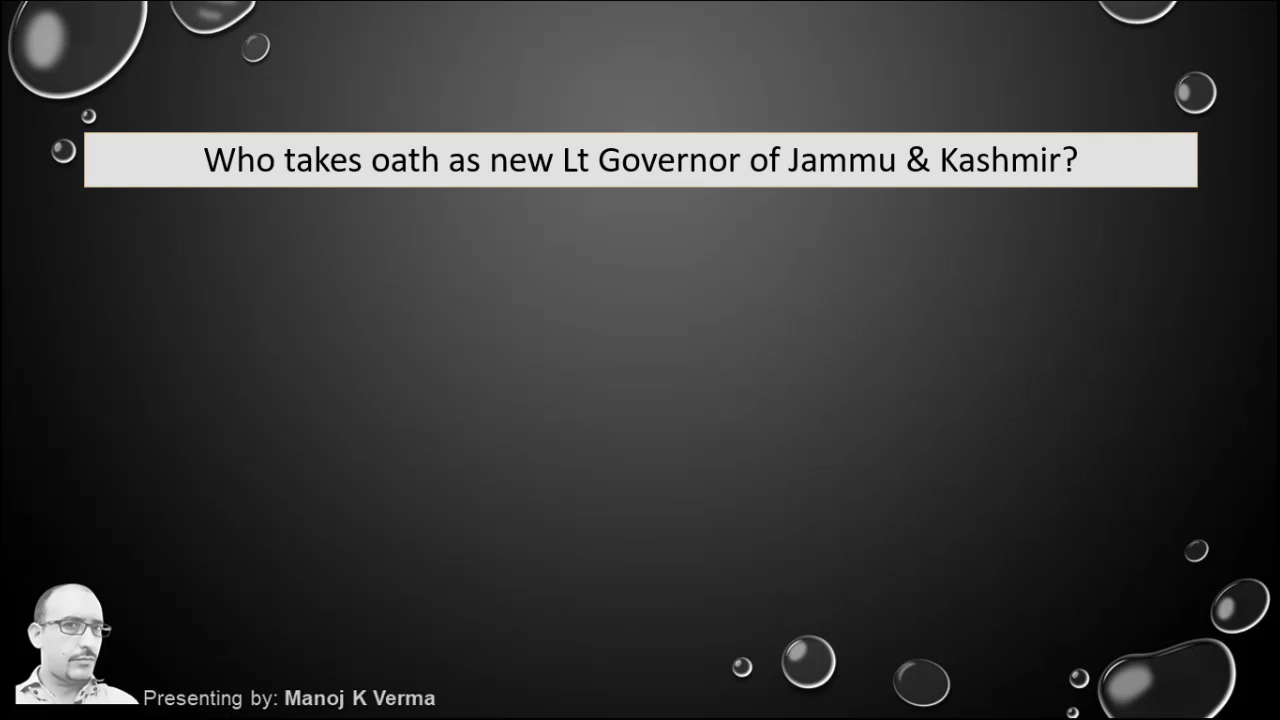 Who takes oath as new Lt Governor of Jammu & Kashmir?
Presenting by: Manoj K Verma